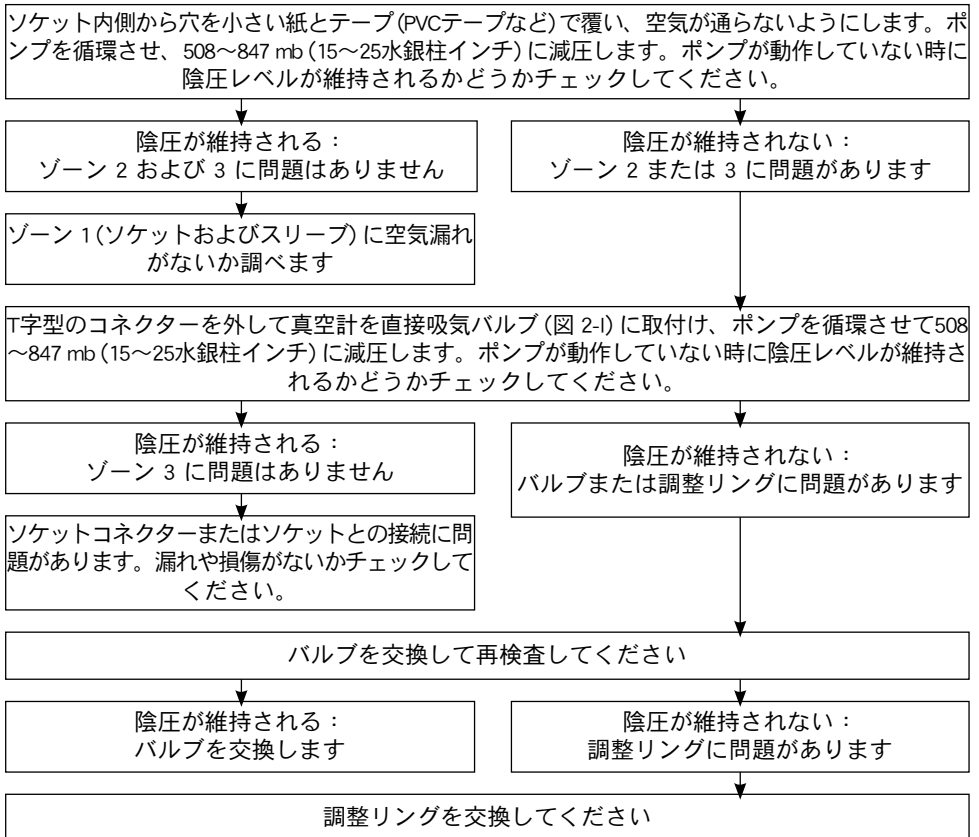 ソケット内側から穴を小さい紙とテープ(PVCテープなど)で覆い、空気が通らないようにします。ポ
ンプを循環させ、508～847 mb (15～25水銀柱インチ) に減圧します。ポンプが動作していない時に
陰圧レベルが維持されるかどうかチェックしてください。
陰圧が維持される：
ゾーン 2 および 3 に問題はありません
陰圧が維持されない：
ゾーン 2 または 3 に問題があります
ゾーン 1 (ソケットおよびスリーブ) に空気漏れ
がないか調べます
T字型のコネクターを外して真空計を直接吸気バルブ (図 2-I) に取付け、ポンプを循環させて508
～847 mb (15～25水銀柱インチ) に減圧します。ポンプが動作していない時に陰圧レベルが維持さ
れるかどうかチェックしてください。
陰圧が維持される：
ゾーン 3 に問題はありません
陰圧が維持されない：
バルブまたは調整リングに問題があります
ソケットコネクターまたはソケットとの接続に問
題があります。漏れや損傷がないかチェックして
ください。
バルブを交換して再検査してください
陰圧が維持される：
バルブを交換します
陰圧が維持されない：
調整リングに問題があります
調整リングを交換してください